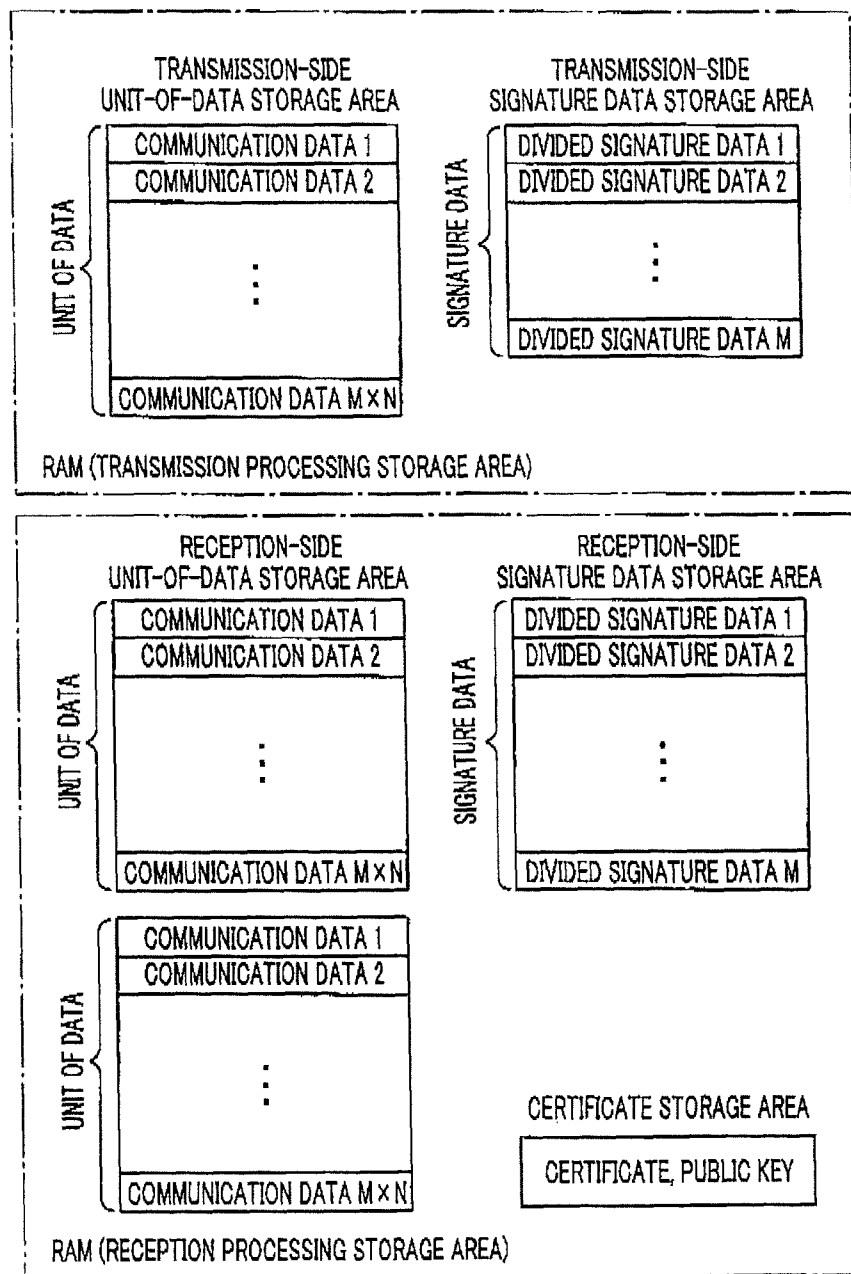 TRANSMISSION-SIDE
UNIT-OF-DATA STORAGE AREA
UNIT OF DATA
COMMUNICATION DATA 1
COMMUNICATION DATA 2
COMMUNICATION DATA M×N
TRANSMISSION-SIDE
SIGNATURE DATA STORAGE AREA
SIGNATURE DATA
DIVIDED SIGNATURE DATA 1
DIVIDED SIGNATURE DATA 2
DIVIDED SIGNATURE DATA M
RAM (TRANSMISSION PROCESSING STORAGE AREA)
RECEPTION-SIDE
UNIT-OF-DATA STORAGE AREA
UNIT OF DATA
COMMUNICATION DATA 1
COMMUNICATION DATA 2
COMMUNICATION DATA M×N
RECEPTION-SIDE
SIGNATURE DATA STORAGE AREA
SIGNATURE DATA
DIVIDED SIGNATURE DATA 1
DIVIDED SIGNATURE DATA 2
DIVIDED SIGNATURE DATA M
UNIT OF DATA
COMMUNICATION DATA 1
COMMUNICATION DATA 2
COMMUNICATION DATA M×N
CERTIFICATE STORAGE AREA
CERTIFICATE, PUBLIC KEY
RAM (RECEPTION PROCESSING STORAGE AREA)